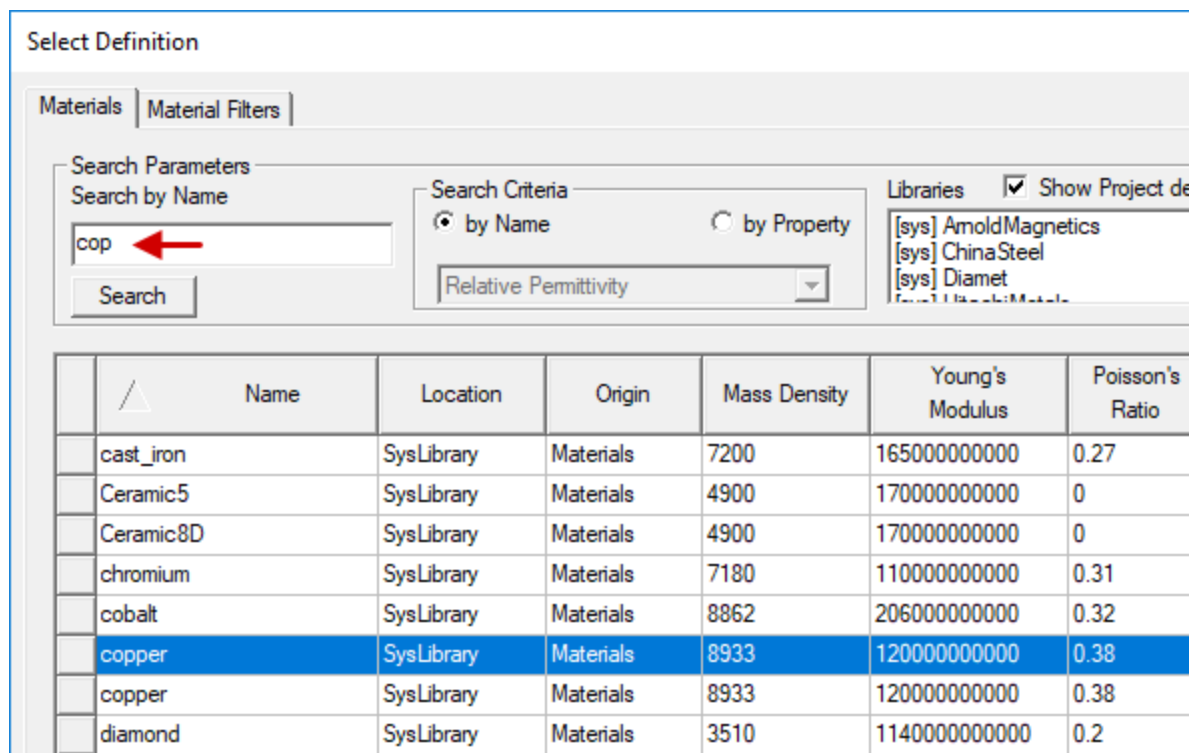 Select Definition
Materials
Material Filters
Search Parameters
Search by Name
Search Criteria
Libraries
Show Project de
by Name
by Property
[sys] ArnoldMagnetics
cop
[sys] ChinaSteel
[sys] Diamet
Search
Relative Permittivity
[sys] HitachiMetals
Name Location Origin Mass Density Young's Modulus Poisson's Ratio
cast_iron SysLibrary Materials 7200 165000000000 0.27
Ceramic5 SysLibrary Materials 4900 170000000000 0
Ceramic8D SysLibrary Materials 4900 170000000000 0
chromium SysLibrary Materials 7180 110000000000 0.31
cobalt SysLibrary Materials 8862 206000000000 0.32
copper SysLibrary Materials 8933 120000000000 0.38
copper SysLibrary Materials 8933 120000000000 0.38
diamond SysLibrary Materials 3510 1140000000000 0.2